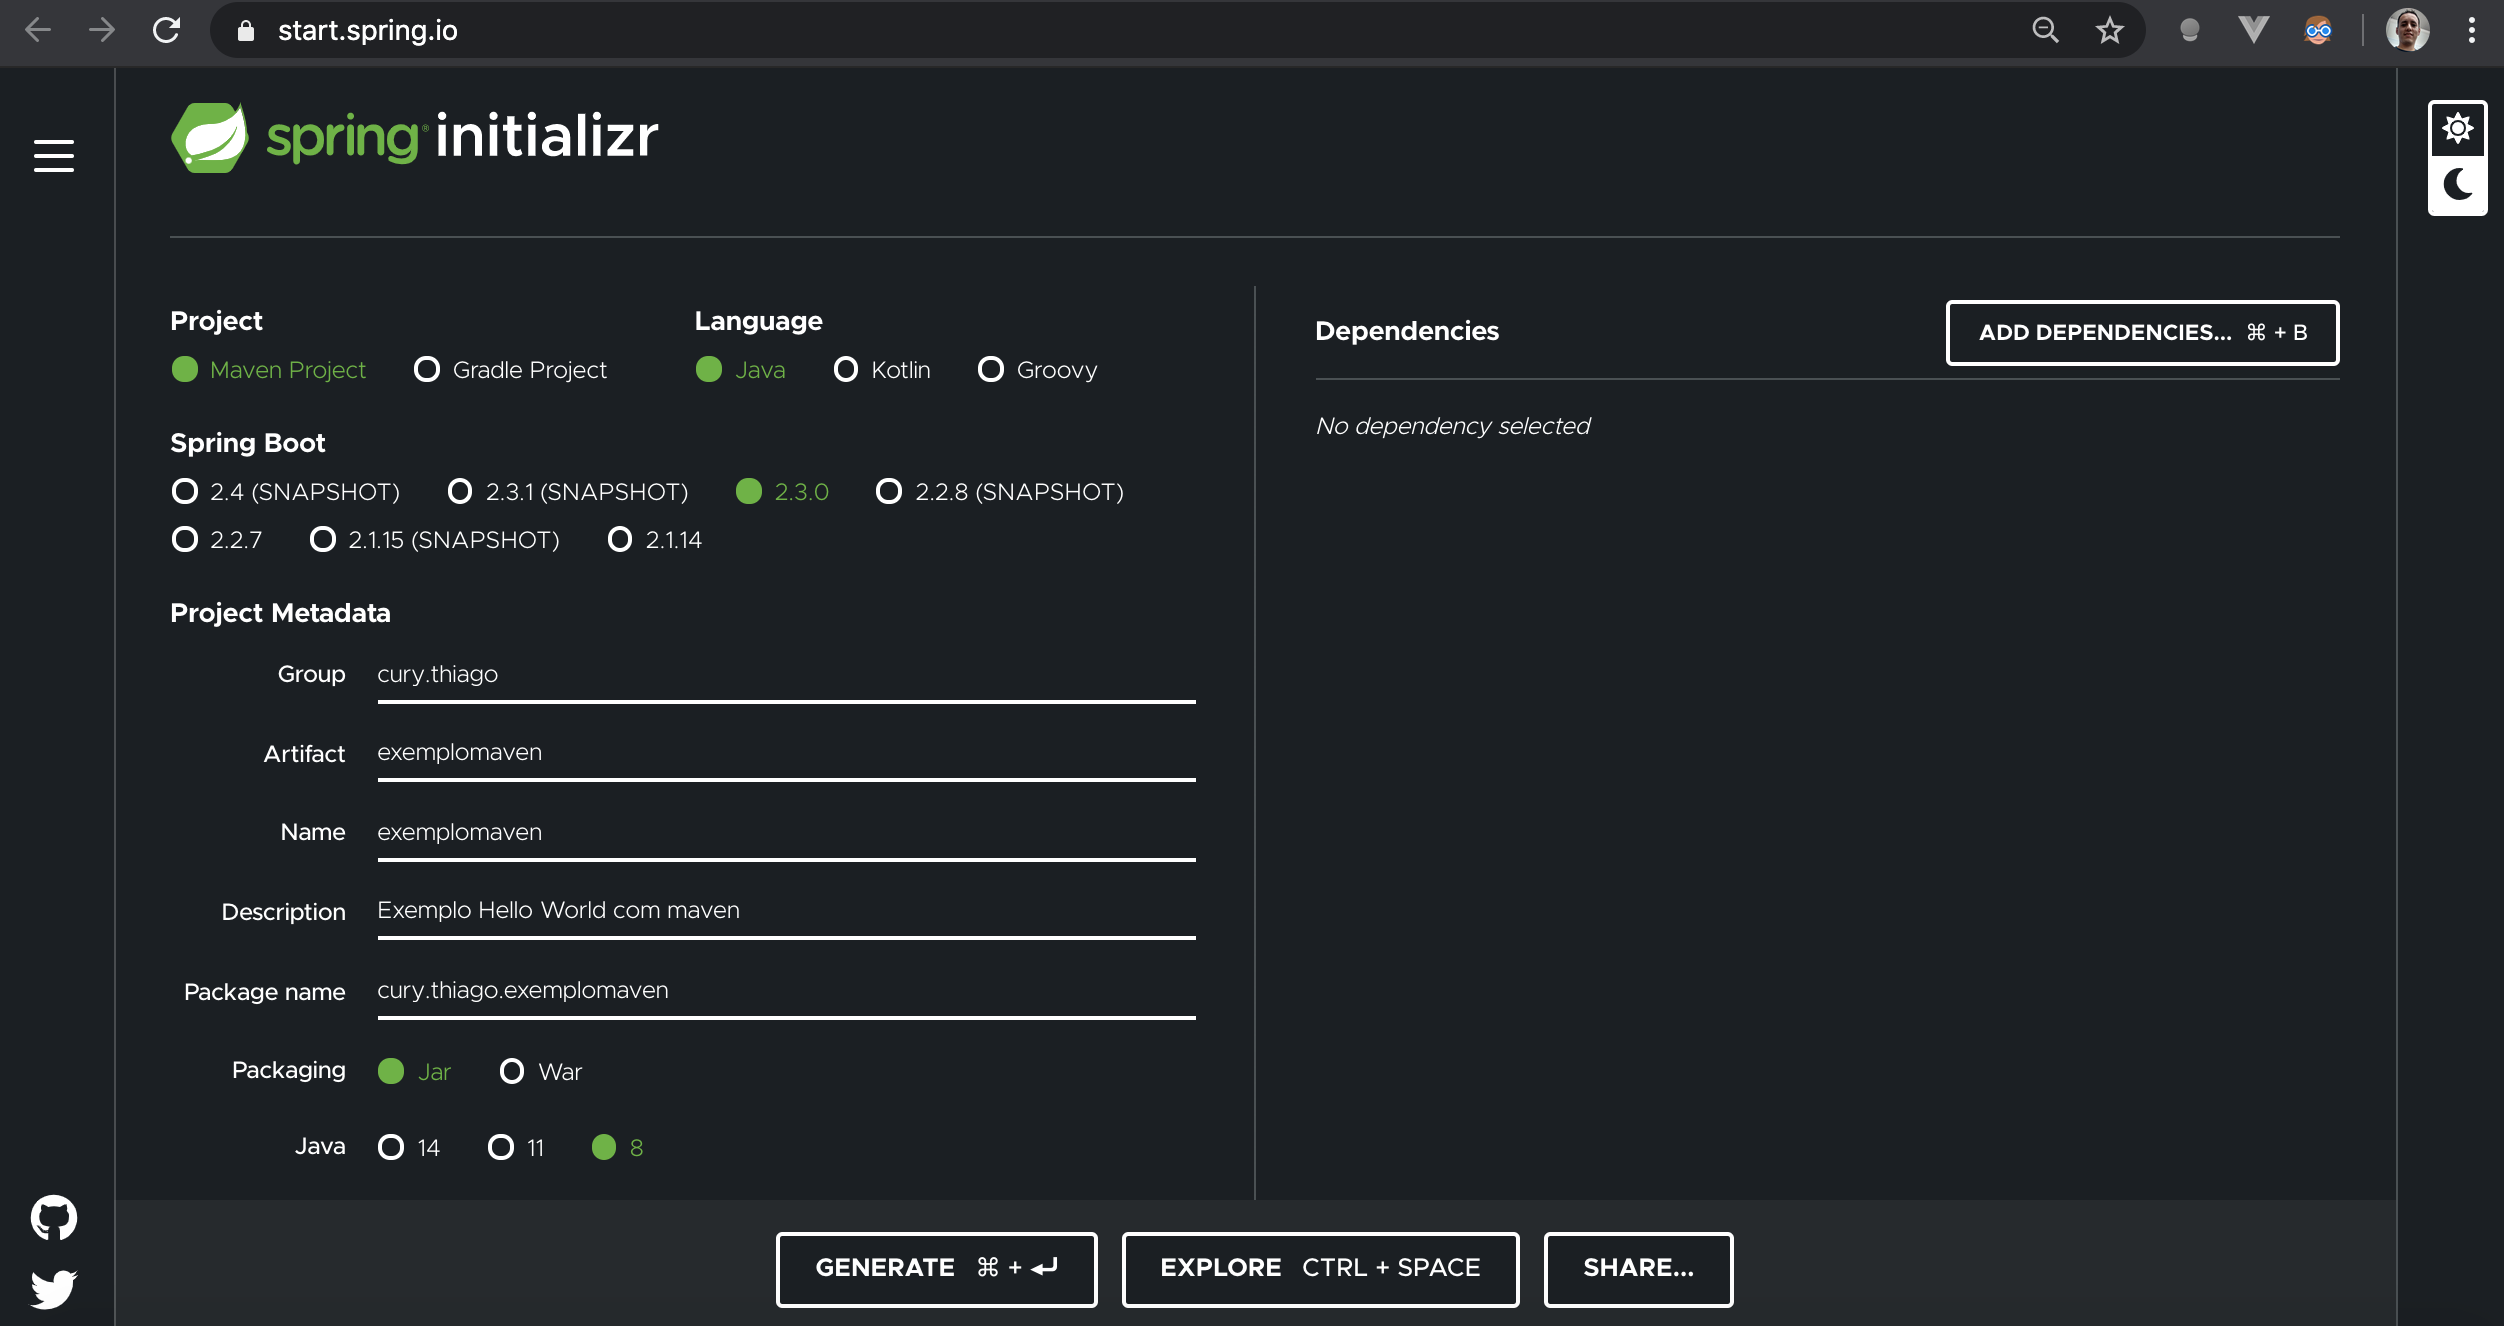 start.spring.io
spring® initializr
Project
Maven Project Gradle Project
Language
Java Kotlin Groovy
Spring Boot
2.4 (SNAPSHOT) 2.3.1 (SNAPSHOT) 2.3.0 2.2.8 (SNAPSHOT)
2.2.7 2.1.15 (SNAPSHOT) 2.1.14
Project Metadata
Group cury.thiago
Artifact exemplomaven
Name exemplomaven
Description Exemplo Hello World com maven
Package name cury.thiago.exemplomaven
Packaging Jar War
Java 14 11 8
Dependencies
ADD DEPENDENCIES... ⌘ + B
No dependency selected
GENERATE ⌘ + ↵
EXPLORE CTRL + SPACE
SHARE...